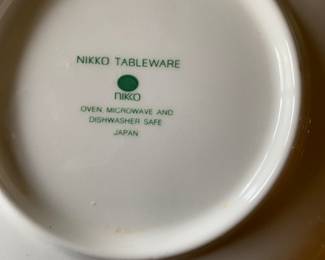 NIKKO TABLEWARE
NIKKO
OVEN, MICROWAVE AND
DISHWASHER SAFE
JAPAN